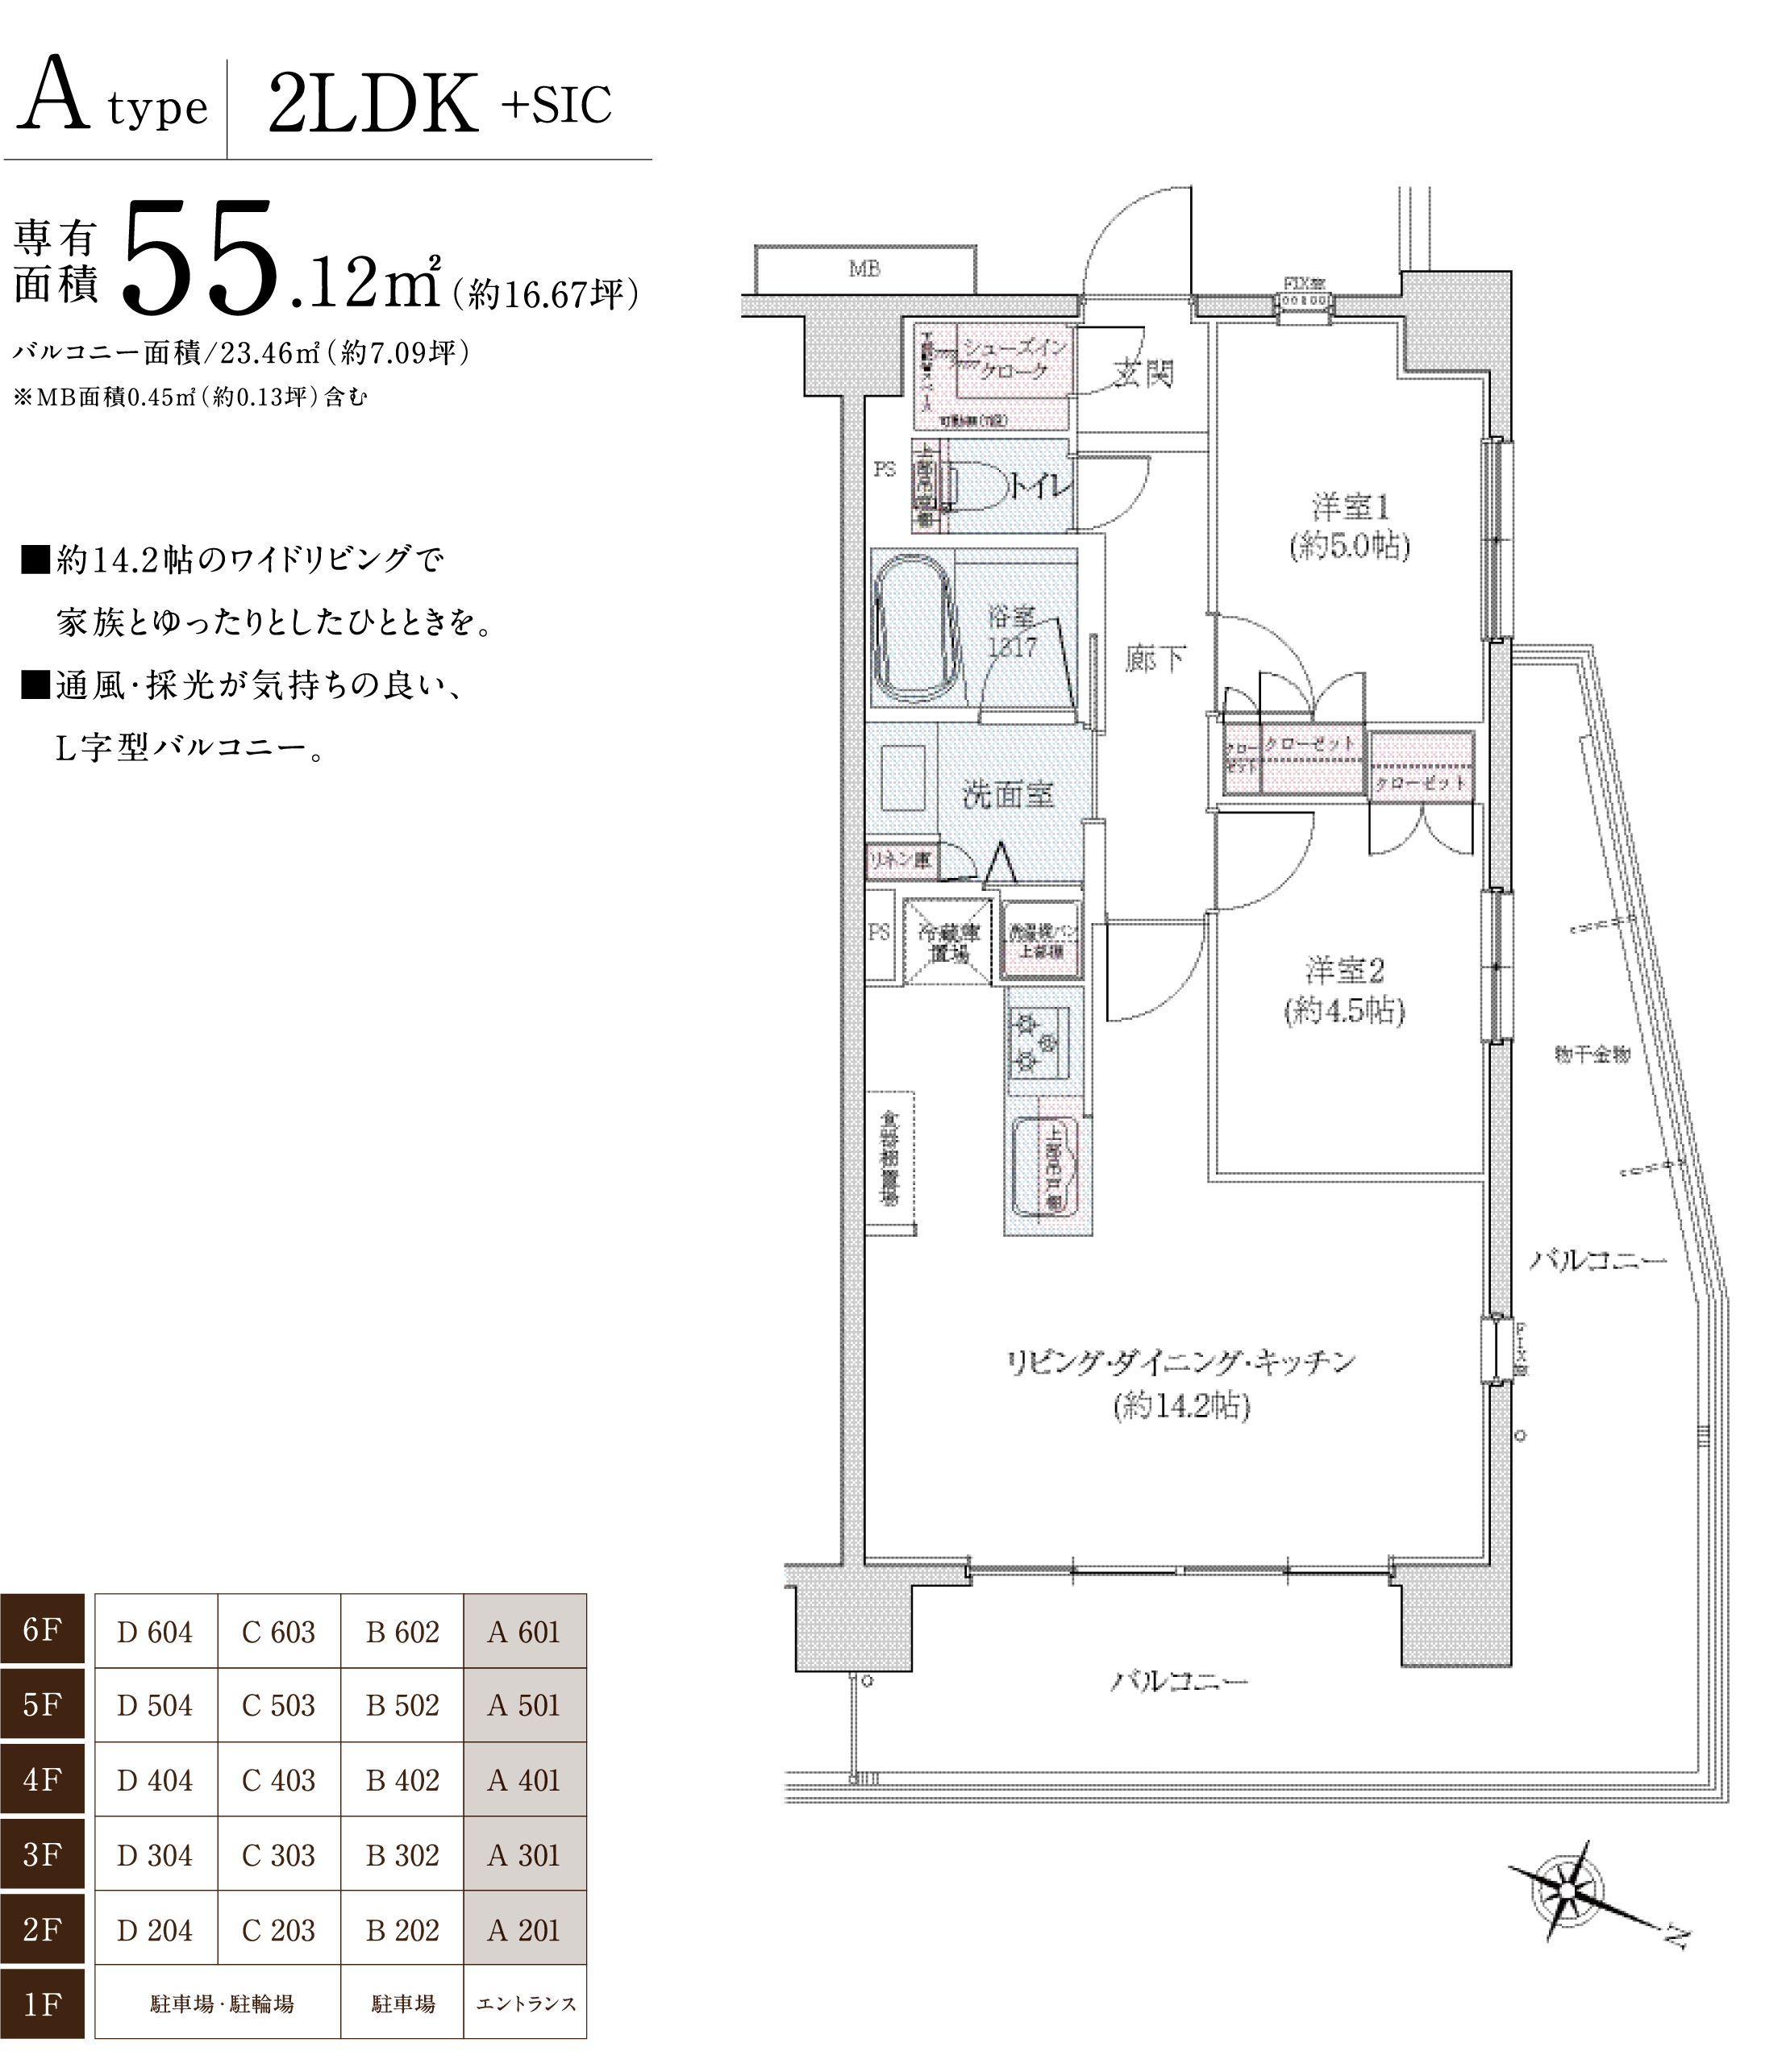 A type 2LDK +SIC
専有面積 55.12㎡(約16.67坪)
バルコニー面積/23.46㎡(約7.09坪)
※MB面積0.45㎡(約0.13坪)含む
■約14.2帖のワイドリビングで
家族とゆったりとしたひとときを。
■通風・採光が気持ちの良い、
L字型バルコニー。
MB
FIX窓
シューズイン
クローク
玄関
PS
トイレ
洋室1
(約5.0帖)
浴室
1317
廊下
クロー
ゼット
クローゼット
クローゼット
洗面室
リネン庫
PS
冷蔵庫
置場
洗濯機パン
上部棚
洋室2
(約4.5帖)
物干金物
食器棚置場
上部吊戸棚
バルコニー
FIX窓
リビング・ダイニング・キッチン
(約14.2帖)
バルコニー
N
6F D 604 C 603 B 602 A 601
5F D 504 C 503 B 502 A 501
4F D 404 C 403 B 402 A 401
3F D 304 C 303 B 302 A 301
2F D 204 C 203 B 202 A 201
1F 駐車場・駐輪場 駐車場 エントランス